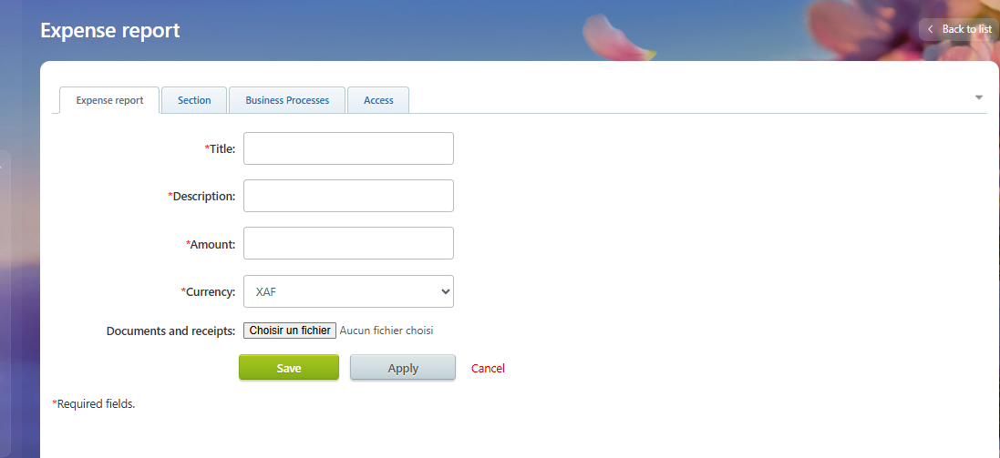 Expense report
Back to list
Expense report Section Business Processes Access
*Title:
*Description:
*Amount:
*Currency: XAF
Documents and receipts: Choisir un fichier Aucun fichier choisi
Save Apply Cancel
*Required fields.